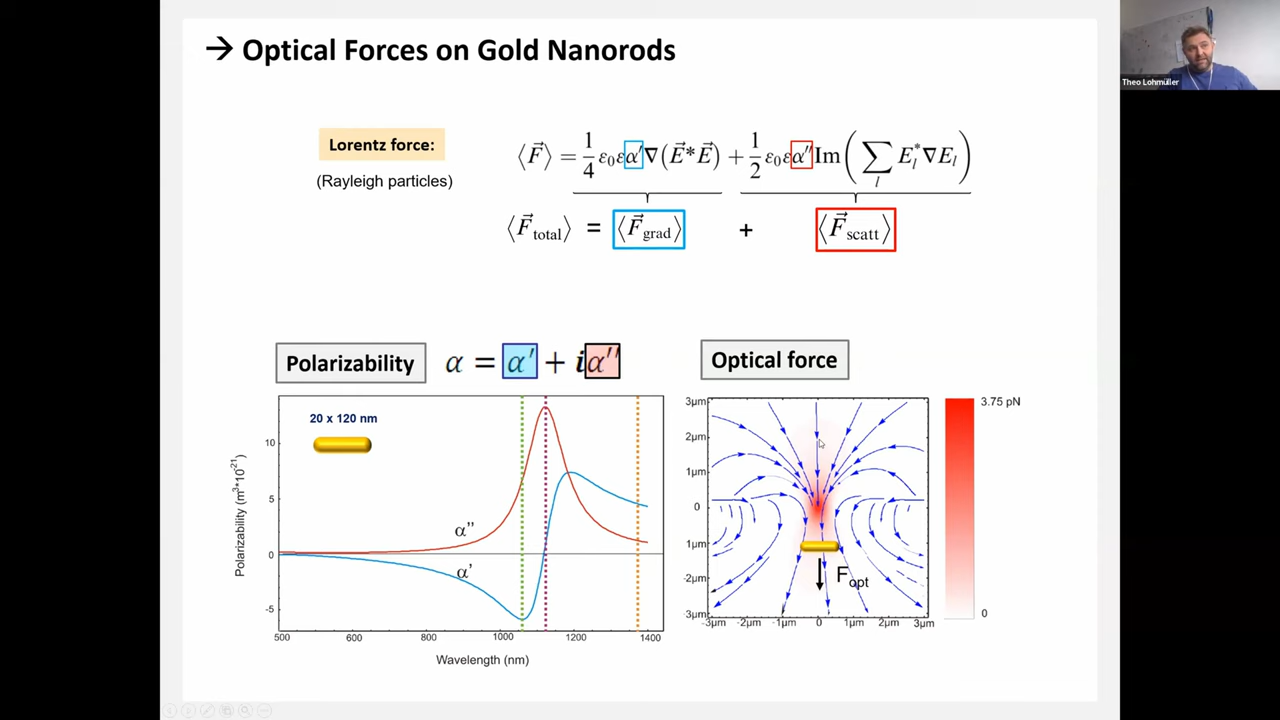 → Optical Forces on Gold Nanorods
Theo Lohmüller
Lorentz force:
(Rayleigh particles)
⟨F⃗⟩ = 1/4 ε₀εα′∇(E⃗*E⃗) + 1/2 ε₀εα″Im(∑ₗ Eₗ*∇Eₗ)
⟨F⃗total⟩ = ⟨F⃗grad⟩ + ⟨F⃗scatt⟩
Polarizability
α = α′ + iα″
20 x 120 nm
Polarizability (m³*10⁻²¹)
10
5
0
-5
α″
α′
500 600 800 1000 1200 1400
Wavelength (nm)
Optical force
3µm
2µm
1µm
0
1µm
-2µm
3µm
-3µm -2µm -1µm 0 1µm 2µm 3µm
Fopt
3.75 pN
0